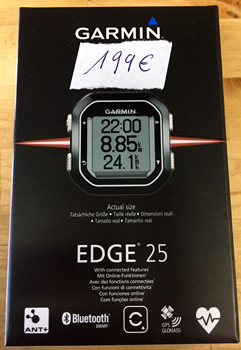 GARMIN
199€
GARMIN
22:00
8.85
24.1
Actual size
Tatsächliche Größe • Taille réelle • Dimensioni reali
• Tamaño real • Tamanho real
EDGE® 25
With connected features
Mit Online-Funktionen
Avec des fonctions connectées
Con funzioni di connettività
Con funciones online
Com funções online
ANT+
Bluetooth®
SMART
GPS
GLONASS